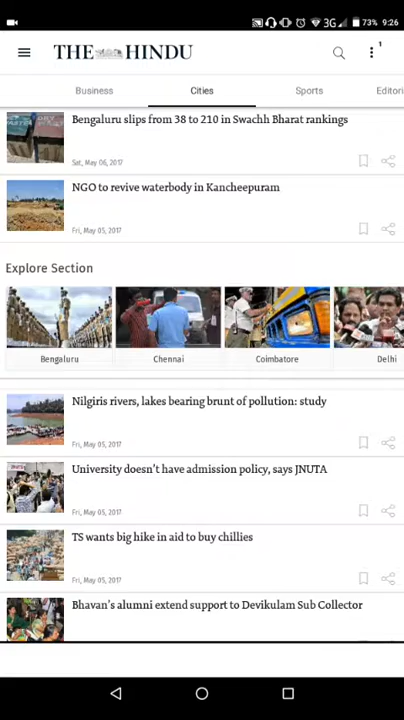 3G 73% 9:26
THE HINDU
1
Business Cities Sports Editori
Bengaluru slips from 38 to 210 in Swachh Bharat rankings
Sat, May 06, 2017
NGO to revive waterbody in Kancheepuram
Fri, May 05, 2017
Explore Section
Bengaluru Chennai Coimbatore Delhi
Nilgiris rivers, lakes bearing brunt of pollution: study
Fri, May 05, 2017
University doesn't have admission policy, says JNUTA
Fri, May 05, 2017
TS wants big hike in aid to buy chillies
Fri, May 05, 2017
Bhavan's alumni extend support to Devikulam Sub Collector